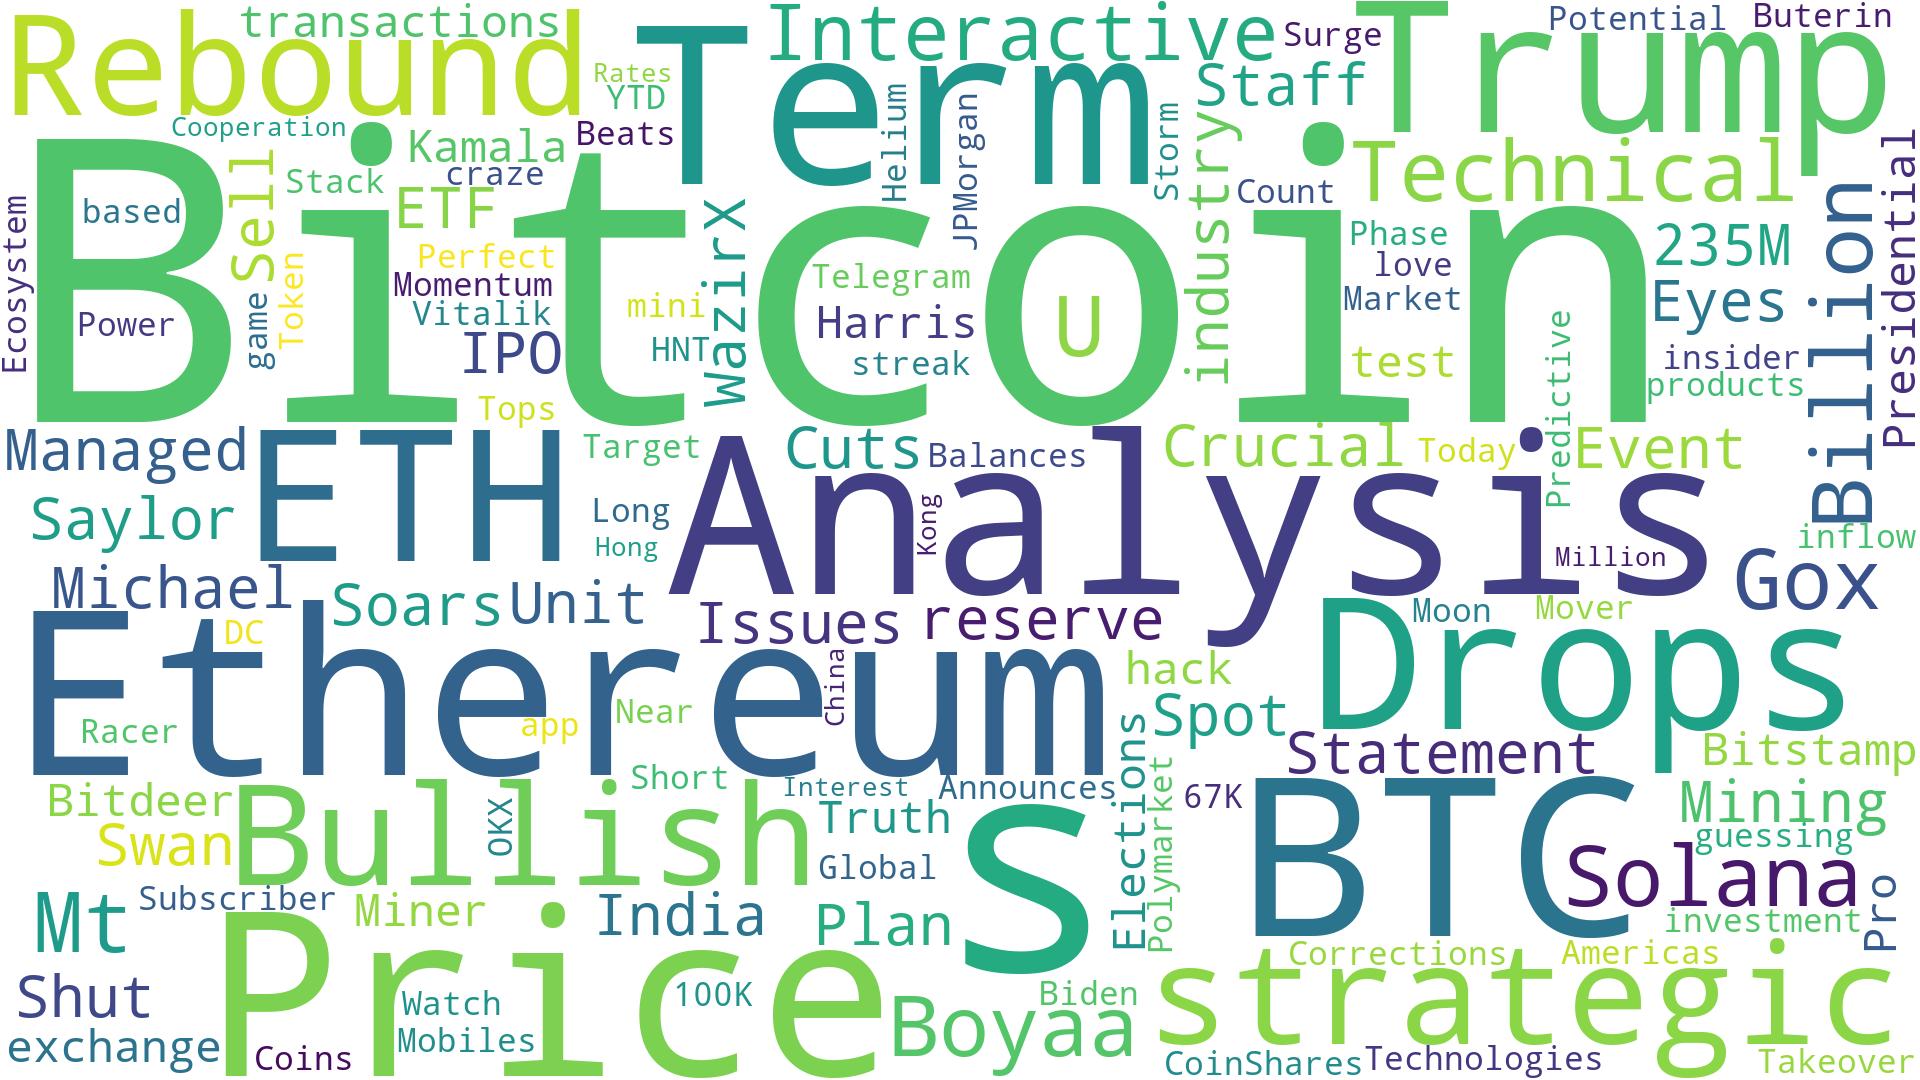 Rebound
transactions
Term
Interactive
Surge
Trump
Potential
Buterin
Rates
YTD
Staff
Cooperation
Kamala
Beats
Helium
JPMorgan
Storm
industry
Technical
Presidential
Bitcoin
Sell
Stack
craze
Count
based
ETF
WazirX
Billion
Ecosystem
Perfect
Telegram
Phase
235M
Token
Momentum
love
game
Vitalik
mini
Harris
U
Market
Eyes
Power
IPO
HNT
streak
test
Predictive
insider
products
Tops
Managed
ETH
Target
Cuts
Balances
Crucial
Today
Event
Saylor
Long
Hong
Kong
Analysis
Million
inflow
Michael
Soars
Unit
Issues
reserve
Gox
Moon
Mover
Drops
DC
Ethereum
China
hack
Racer
app
Near
Elections
Spot
Statement
Bitstamp
Bitdeer
Bullish
Short
Interest
Announces
Polymarket
67K
BTC
Mining
Swan
OKX
Truth
guessing
s
Global
Solana
Mt
Subscriber
Miner
India
Plan
investment
Pro
Price
Corrections
Americas
Shut
Watch
100K
Biden
strategic
exchange
Coins
Mobiles
Boyaa
CoinShares
Technologies
Takeover